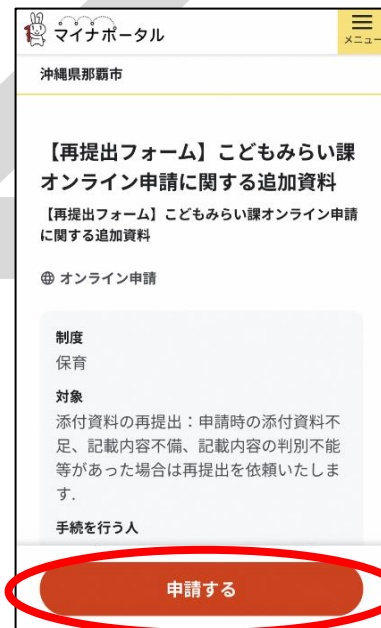 マイナポータル
メニュー
沖縄県那覇市
【再提出フォーム】こどもみらい課
オンライン申請に関する追加資料
【再提出フォーム】こどもみらい課オンライン申請
に関する追加資料
オンライン申請
制度
保育
対象
添付資料の再提出：申請時の添付資料不
足、記載内容不備、記載内容の判別不能
等があった場合は再提出を依頼いたしま
す.
手続を行う人
申請する